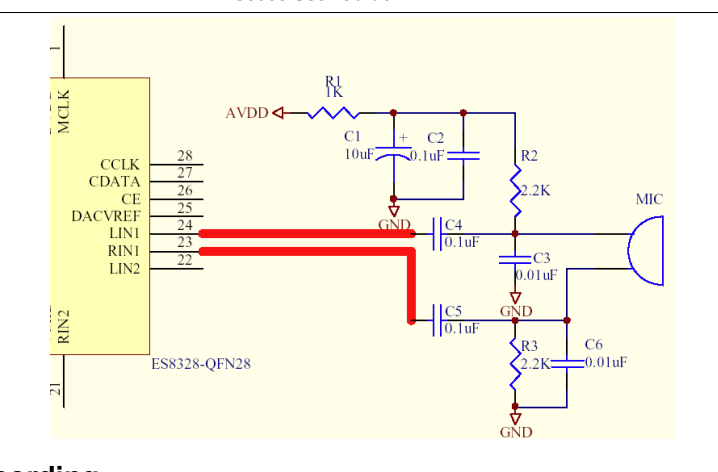 1
MCLK
R1
1K
AVDD
C1
10uF
+
C2
0.1uF
R2
2.2K
MIC
CCLK 28
CDATA 27
CE 26
DACVREF 25
LIN1 24
RIN1 23
LIN2 22
GND
C4
0.1uF
C3
0.01uF
GND
C5
0.1uF
R3
2.2K
C6
0.01uF
GND
RIN2
21
ES8328-QFN28